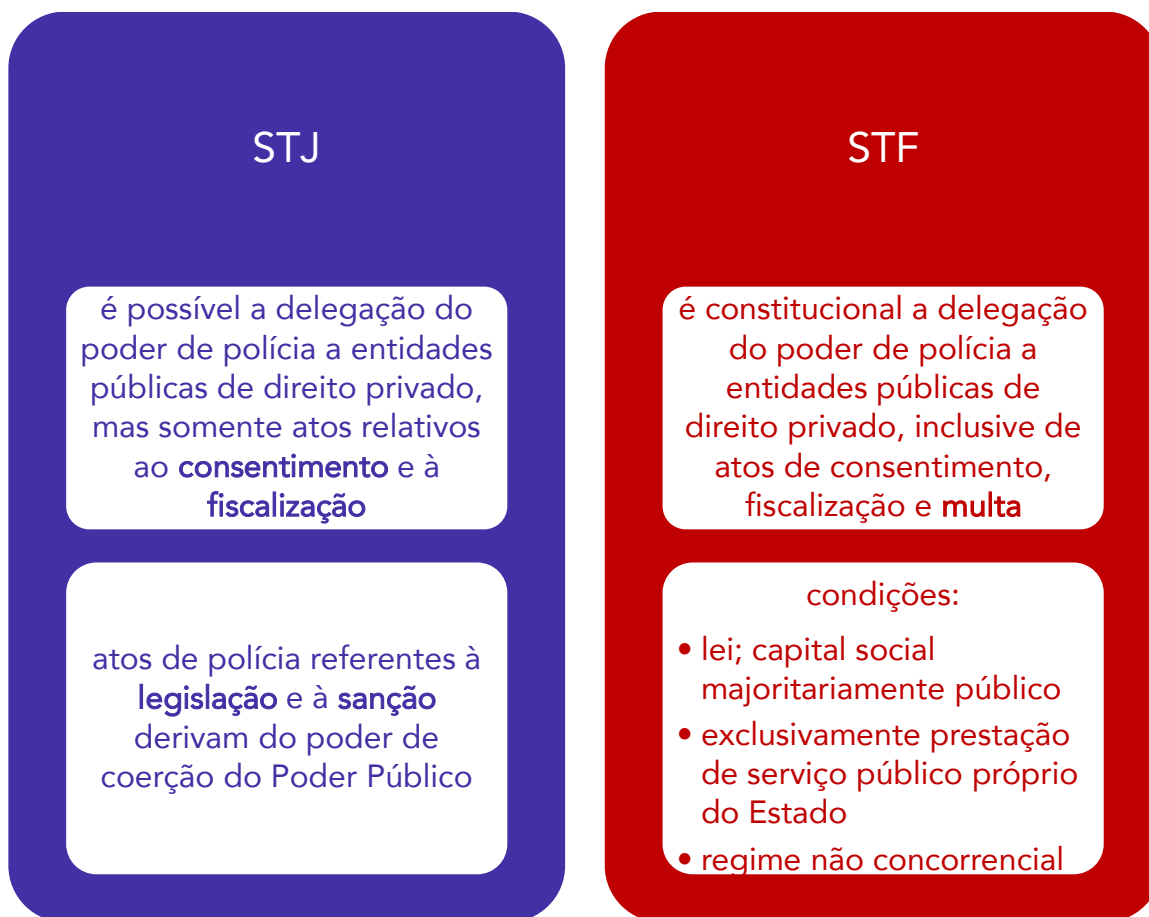 STJ
é possível a delegação do
poder de polícia a entidades
públicas de direito privado,
mas somente atos relativos
ao consentimento e à
fiscalização
atos de polícia referentes à
legislação e à sanção
derivam do poder de
coerção do Poder Público
STF
é constitucional a delegação
do poder de polícia a
entidades públicas de
direito privado, inclusive de
atos de consentimento,
fiscalização e multa
condições:
• lei; capital social
majoritariamente público
• exclusivamente prestação
de serviço público próprio
do Estado
• regime não concorrencial